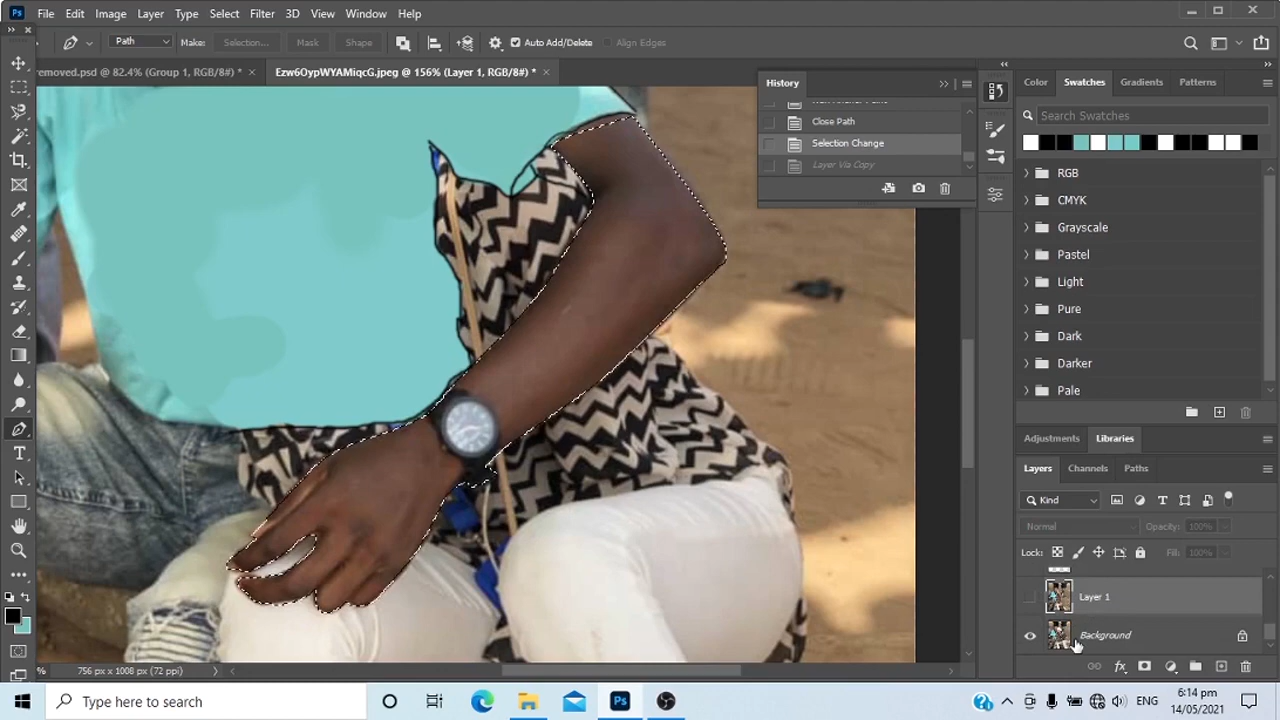 Ps File Edit Image Layer Type Select Filter 3D View Window Help
Path Make: Selection... Mask Shape Auto Add/Delete Align Edges
removed.psd @ 82.4% (Group 1, RGB/8#) * × Ezw6OypWYAMiqcG.jpeg @ 156% (Layer 1, RGB/8#) * ×
History
Close Path
Selection Change
Layer Via Copy
Color Swatches Gradients Patterns
Search Swatches
RGB
CMYK
Grayscale
Pastel
Light
Pure
Dark
Darker
Pale
Adjustments Libraries
Layers Channels Paths
Kind
Normal Opacity: 100%
Lock: Fill: 100%
Layer 1
Background
% 756 px x 1008 px (72 ppi)
Type here to search
Ps
ENG
6:14 pm
14/05/2021